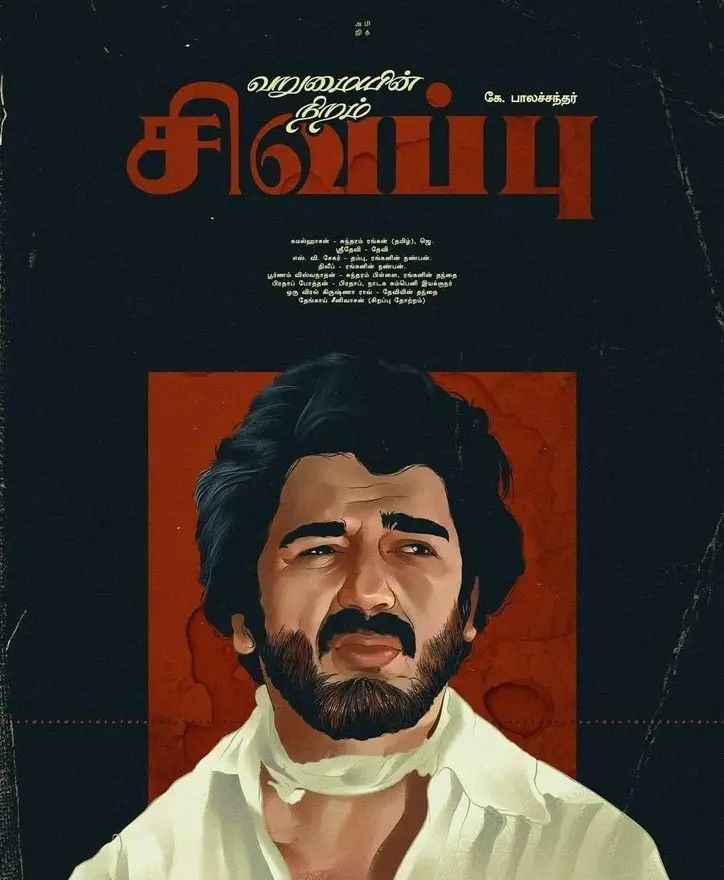 அ பி
ஜி த
வறுமையின்
நிறம்
சிவப்பு
கே. பாலச்சந்தர்
கமல்ஹாசன் - சுந்தரம் ரங்கன் (தமிழ்), ஜெ.
ஸ்ரீதேவி - தேவி
எஸ். வி. சேகர் - தம்பு, ரங்கனின் நண்பன்.
திலீப் - ரங்கனின் நண்பன்.
பூர்ணம் விஸ்வநாதன் - சுந்தரம் பிள்ளை, ரங்கனின் தந்தை
பிரதாப் போத்தன் - பிரதாப், நாடக கம்பெனி இயக்குநர்
ஒரு விரல் கிருஷ்ணா ராவ் - தேவியின் தந்தை
தேங்காய் சீனிவாசன் (சிறப்பு தோற்றம்)